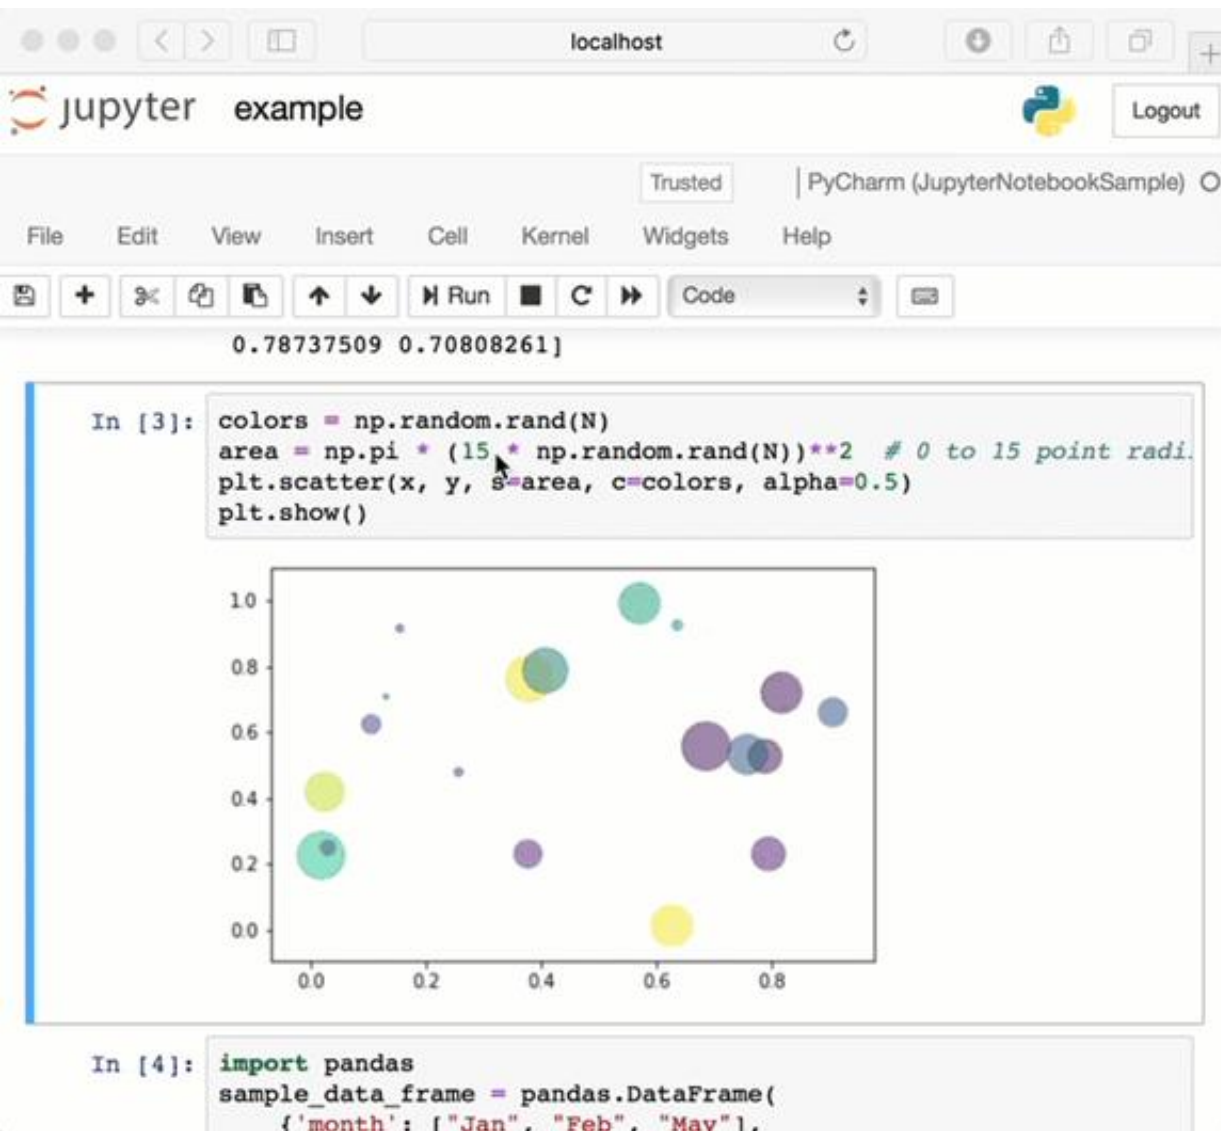 localhost
jupyter example
Logout
Trusted PyCharm (JupyterNotebookSample)
File Edit View Insert Cell Kernel Widgets Help
Run Code
0.78737509 0.70808261]
In [3]: colors = np.random.rand(N)
area = np.pi * (15 * np.random.rand(N))**2 # 0 to 15 point radi
plt.scatter(x, y, s=area, c=colors, alpha=0.5)
plt.show()
1.0
0.8
0.6
0.4
0.2
0.0
0.0 0.2 0.4 0.6 0.8
In [4]: import pandas
sample_data_frame = pandas.DataFrame(
{'month': ["Jan", "Feb", "May"],